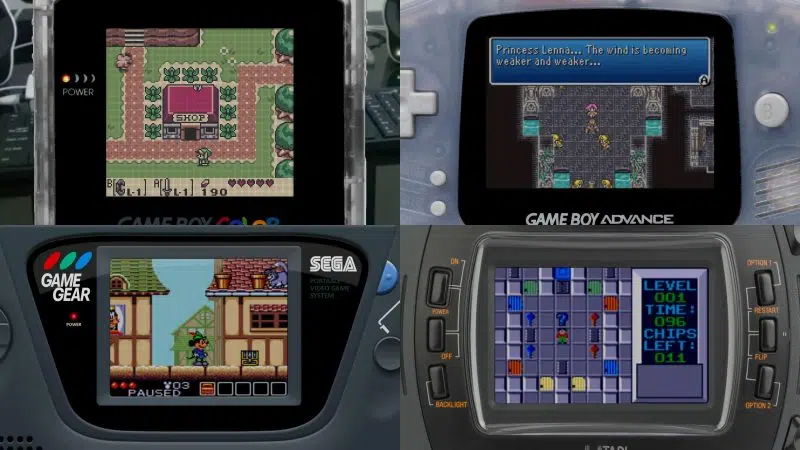 POWER
SHOP
B L-1 A L-1 190
GAME BOY COLOR
Princess Lenna... The wind is becoming
weaker and weaker...
A
B
GAME BOY ADVANCE
GAME
GEAR
POWER
SEGA
PORTABLE
VIDEO GAME
SYSTEM
03
PAUSED
ON
POWER
OFF
BACKLIGHT
LEVEL
001
TIME:
096
CHIPS
LEFT:
011
?
OPTION 1
RESTART
FLIP
OPTION 2
ATARI